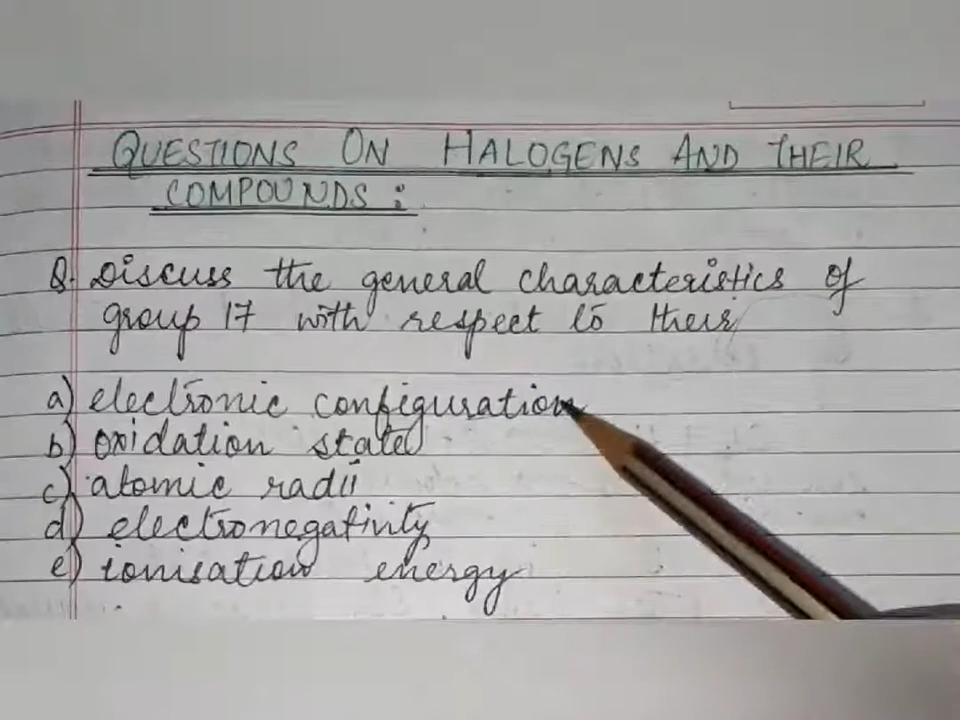 QUESTIONS ON HALOGENS AND THEIR
COMPOUNDS :
Q. Discuss the general characteristics of
group 17 with respect to their
a) electronic configuration
b) oxidation state
c) atomic radii
d) electronegativity
e) ionisation energy